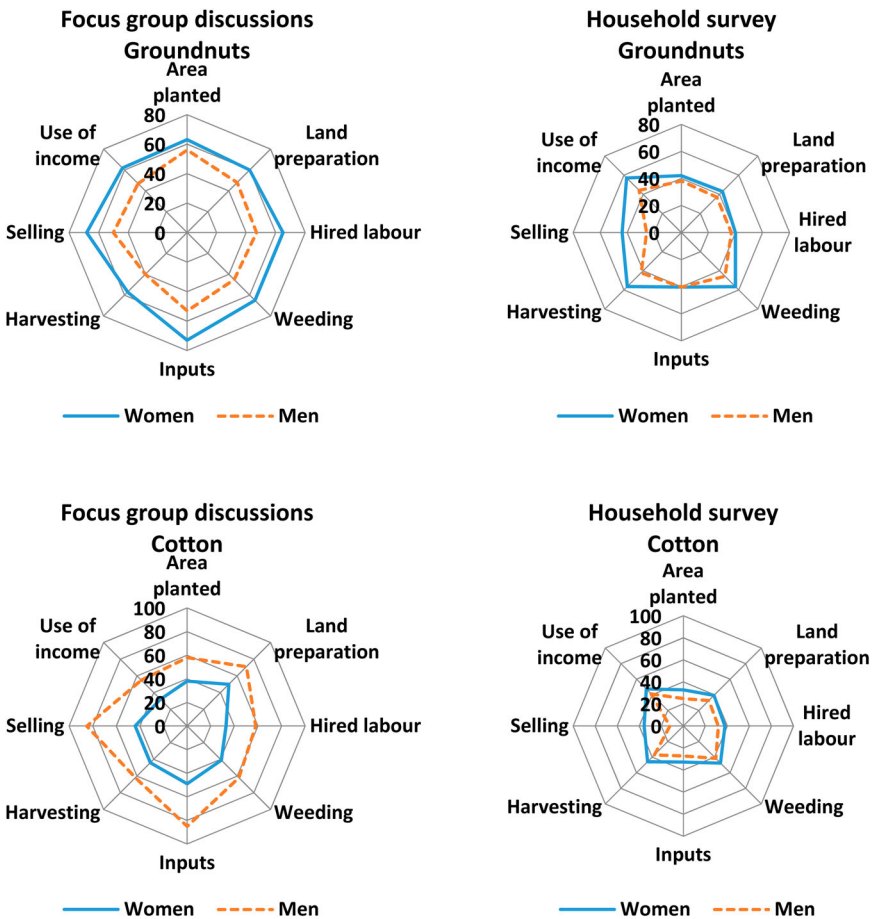 Focus group discussions
Groundnuts
Area
planted
80
60
40
20
0
Land
preparation
Hired labour
Weeding
Inputs
Harvesting
Selling
Use of
income
Women
Men
Household survey
Groundnuts
Area
planted
80
60
40
20
0
Land
preparation
Hired
labour
Weeding
Inputs
Harvesting
Selling
Use of
income
Women
Men
Focus group discussions
Cotton
Area
planted
100
80
60
40
20
0
Land
preparation
Hired labour
Weeding
Inputs
Harvesting
Selling
Use of
income
Women
Men
Household survey
Cotton
Area
planted
100
80
60
40
20
0
Land
preparation
Hired
labour
Weeding
Inputs
Harvesting
Selling
Use of
income
Women
Men